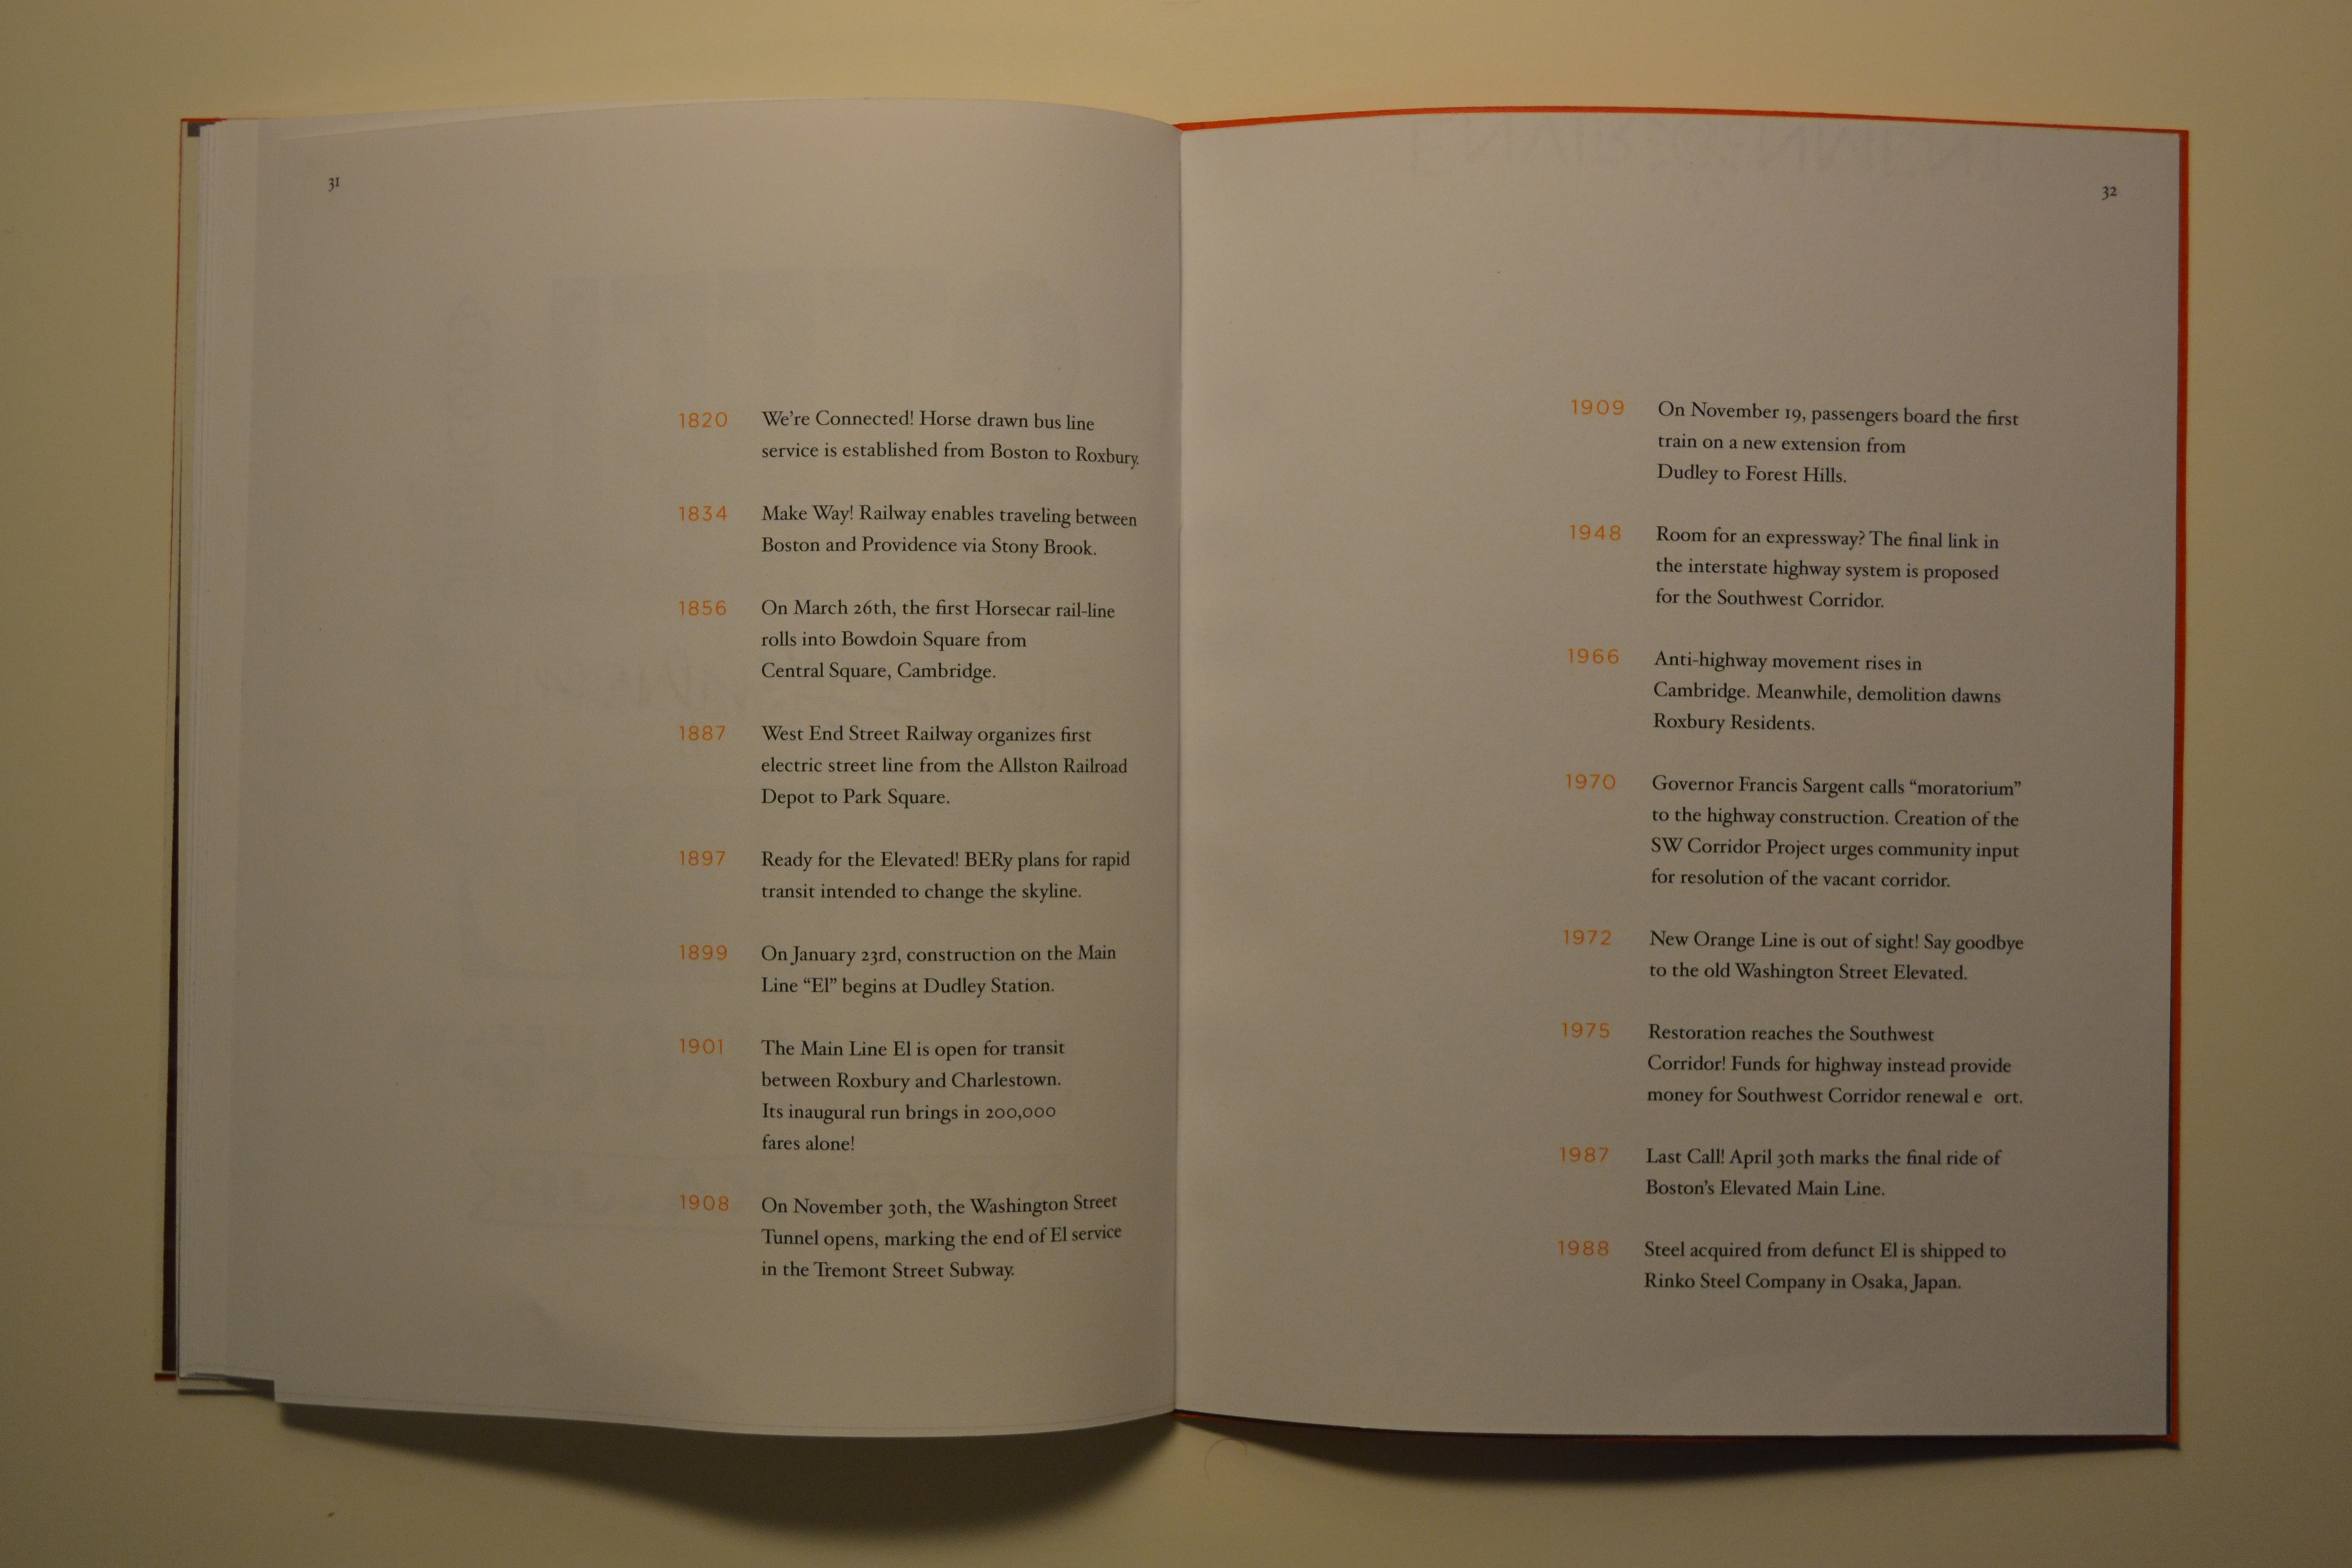 31
1820 We're Connected! Horse drawn bus line
service is established from Boston to Roxbury.
1834 Make Way! Railway enables traveling between
Boston and Providence via Stony Brook.
1856 On March 26th, the first Horsecar rail-line
rolls into Bowdoin Square from
Central Square, Cambridge.
1887 West End Street Railway organizes first
electric street line from the Allston Railroad
Depot to Park Square.
1897 Ready for the Elevated! BERy plans for rapid
transit intended to change the skyline.
1899 On January 23rd, construction on the Main
Line “El” begins at Dudley Station.
1901 The Main Line El is open for transit
between Roxbury and Charlestown.
Its inaugural run brings in 200,000
fares alone!
1908 On November 30th, the Washington Street
Tunnel opens, marking the end of El service
in the Tremont Street Subway.
32
1909 On November 19, passengers board the first
train on a new extension from
Dudley to Forest Hills.
1948 Room for an expressway? The final link in
the interstate highway system is proposed
for the Southwest Corridor.
1966 Anti-highway movement rises in
Cambridge. Meanwhile, demolition dawns
Roxbury Residents.
1970 Governor Francis Sargent calls “moratorium”
to the highway construction. Creation of the
SW Corridor Project urges community input
for resolution of the vacant corridor.
1972 New Orange Line is out of sight! Say goodbye
to the old Washington Street Elevated.
1975 Restoration reaches the Southwest
Corridor! Funds for highway instead provide
money for Southwest Corridor renewal e ort.
1987 Last Call! April 30th marks the final ride of
Boston's Elevated Main Line.
1988 Steel acquired from defunct El is shipped to
Rinko Steel Company in Osaka, Japan.